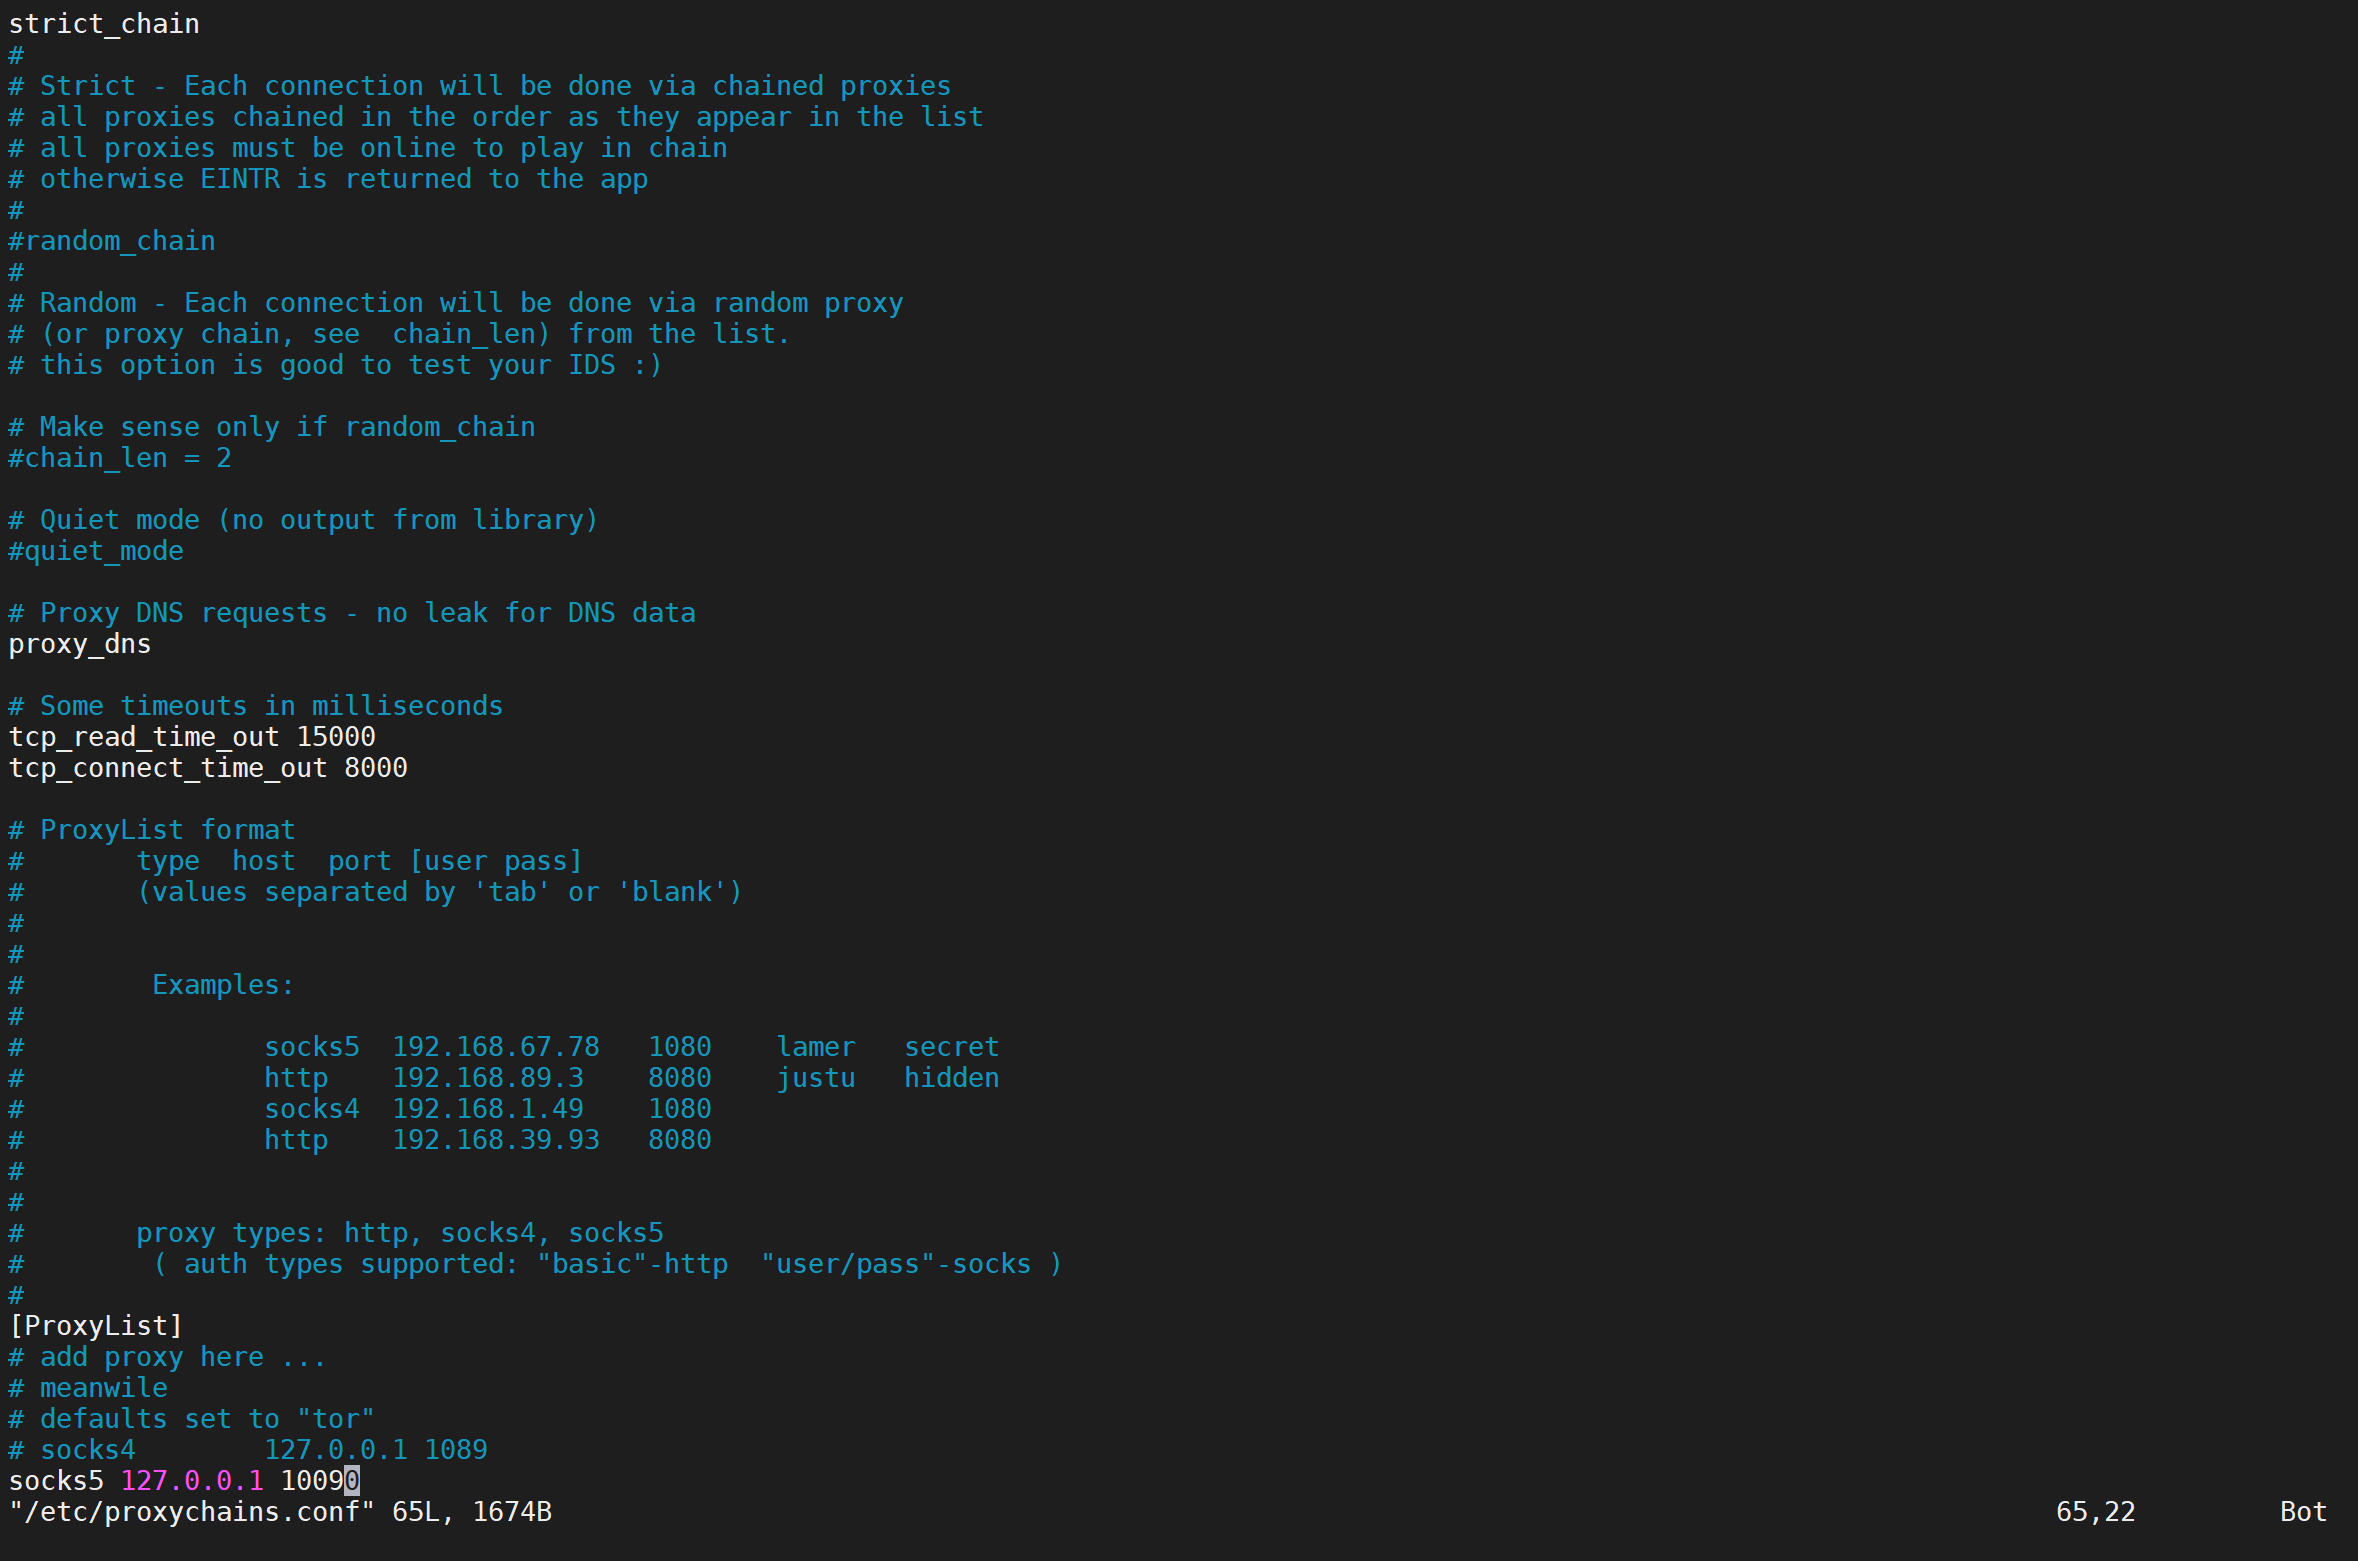 strict_chain
#
# Strict - Each connection will be done via chained proxies
# all proxies chained in the order as they appear in the list
# all proxies must be online to play in chain
# otherwise EINTR is returned to the app
#
#random_chain
#
# Random - Each connection will be done via random proxy
# (or proxy chain, see  chain_len) from the list.
# this option is good to test your IDS :)

# Make sense only if random_chain
#chain_len = 2

# Quiet mode (no output from library)
#quiet_mode

# Proxy DNS requests - no leak for DNS data
proxy_dns

# Some timeouts in milliseconds
tcp_read_time_out 15000
tcp_connect_time_out 8000

# ProxyList format
#       type  host  port [user pass]
#       (values separated by 'tab' or 'blank')
#
#
#        Examples:
#
#               socks5  192.168.67.78   1080    lamer   secret
#               http    192.168.89.3    8080    justu   hidden
#               socks4  192.168.1.49    1080
#               http    192.168.39.93   8080
#
#
#       proxy types: http, socks4, socks5
#        ( auth types supported: "basic"-http  "user/pass"-socks )
#
[ProxyList]
# add proxy here ...
# meanwile
# defaults set to "tor"
# socks4        127.0.0.1 1089
socks5 127.0.0.1 10090
"/etc/proxychains.conf" 65L, 1674B 65,22 Bot